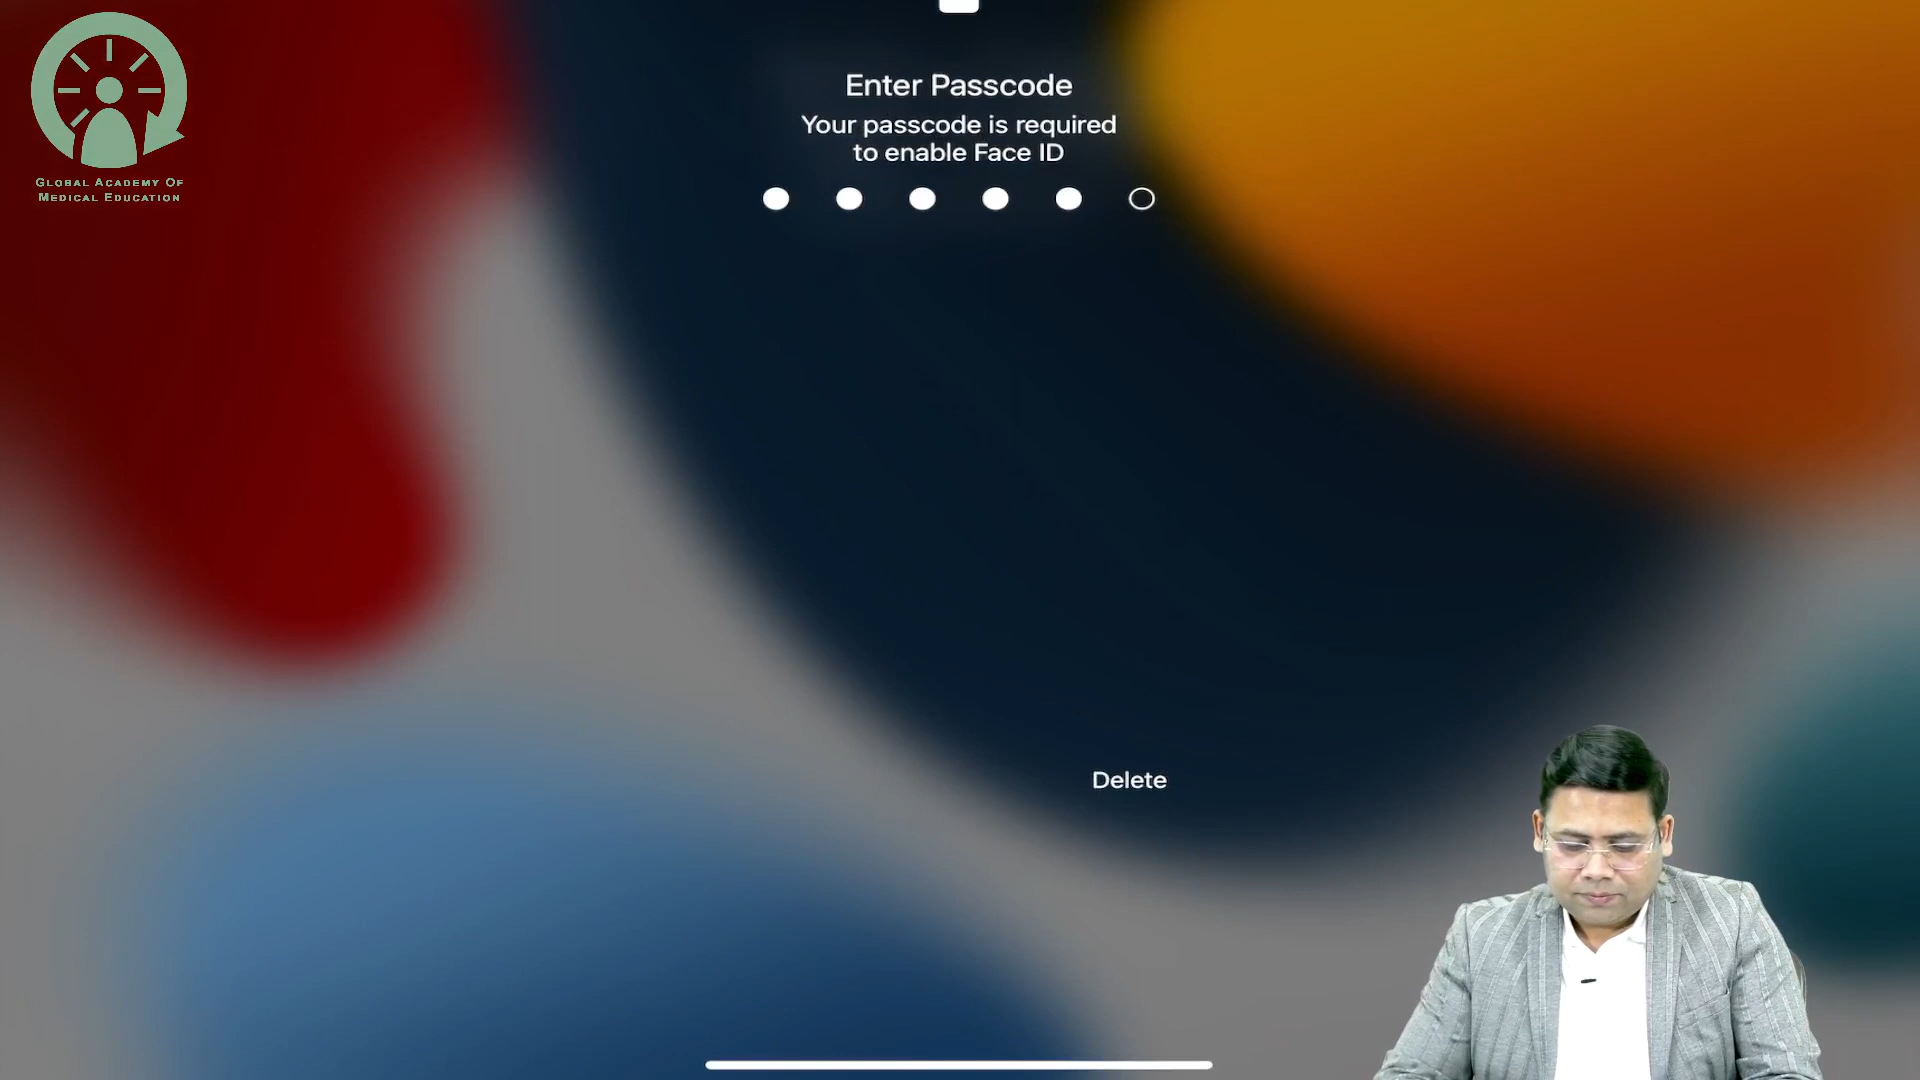 GLOBAL ACADEMY OF
MEDICAL EDUCATION
Enter Passcode
Your passcode is required
to enable Face ID
Delete